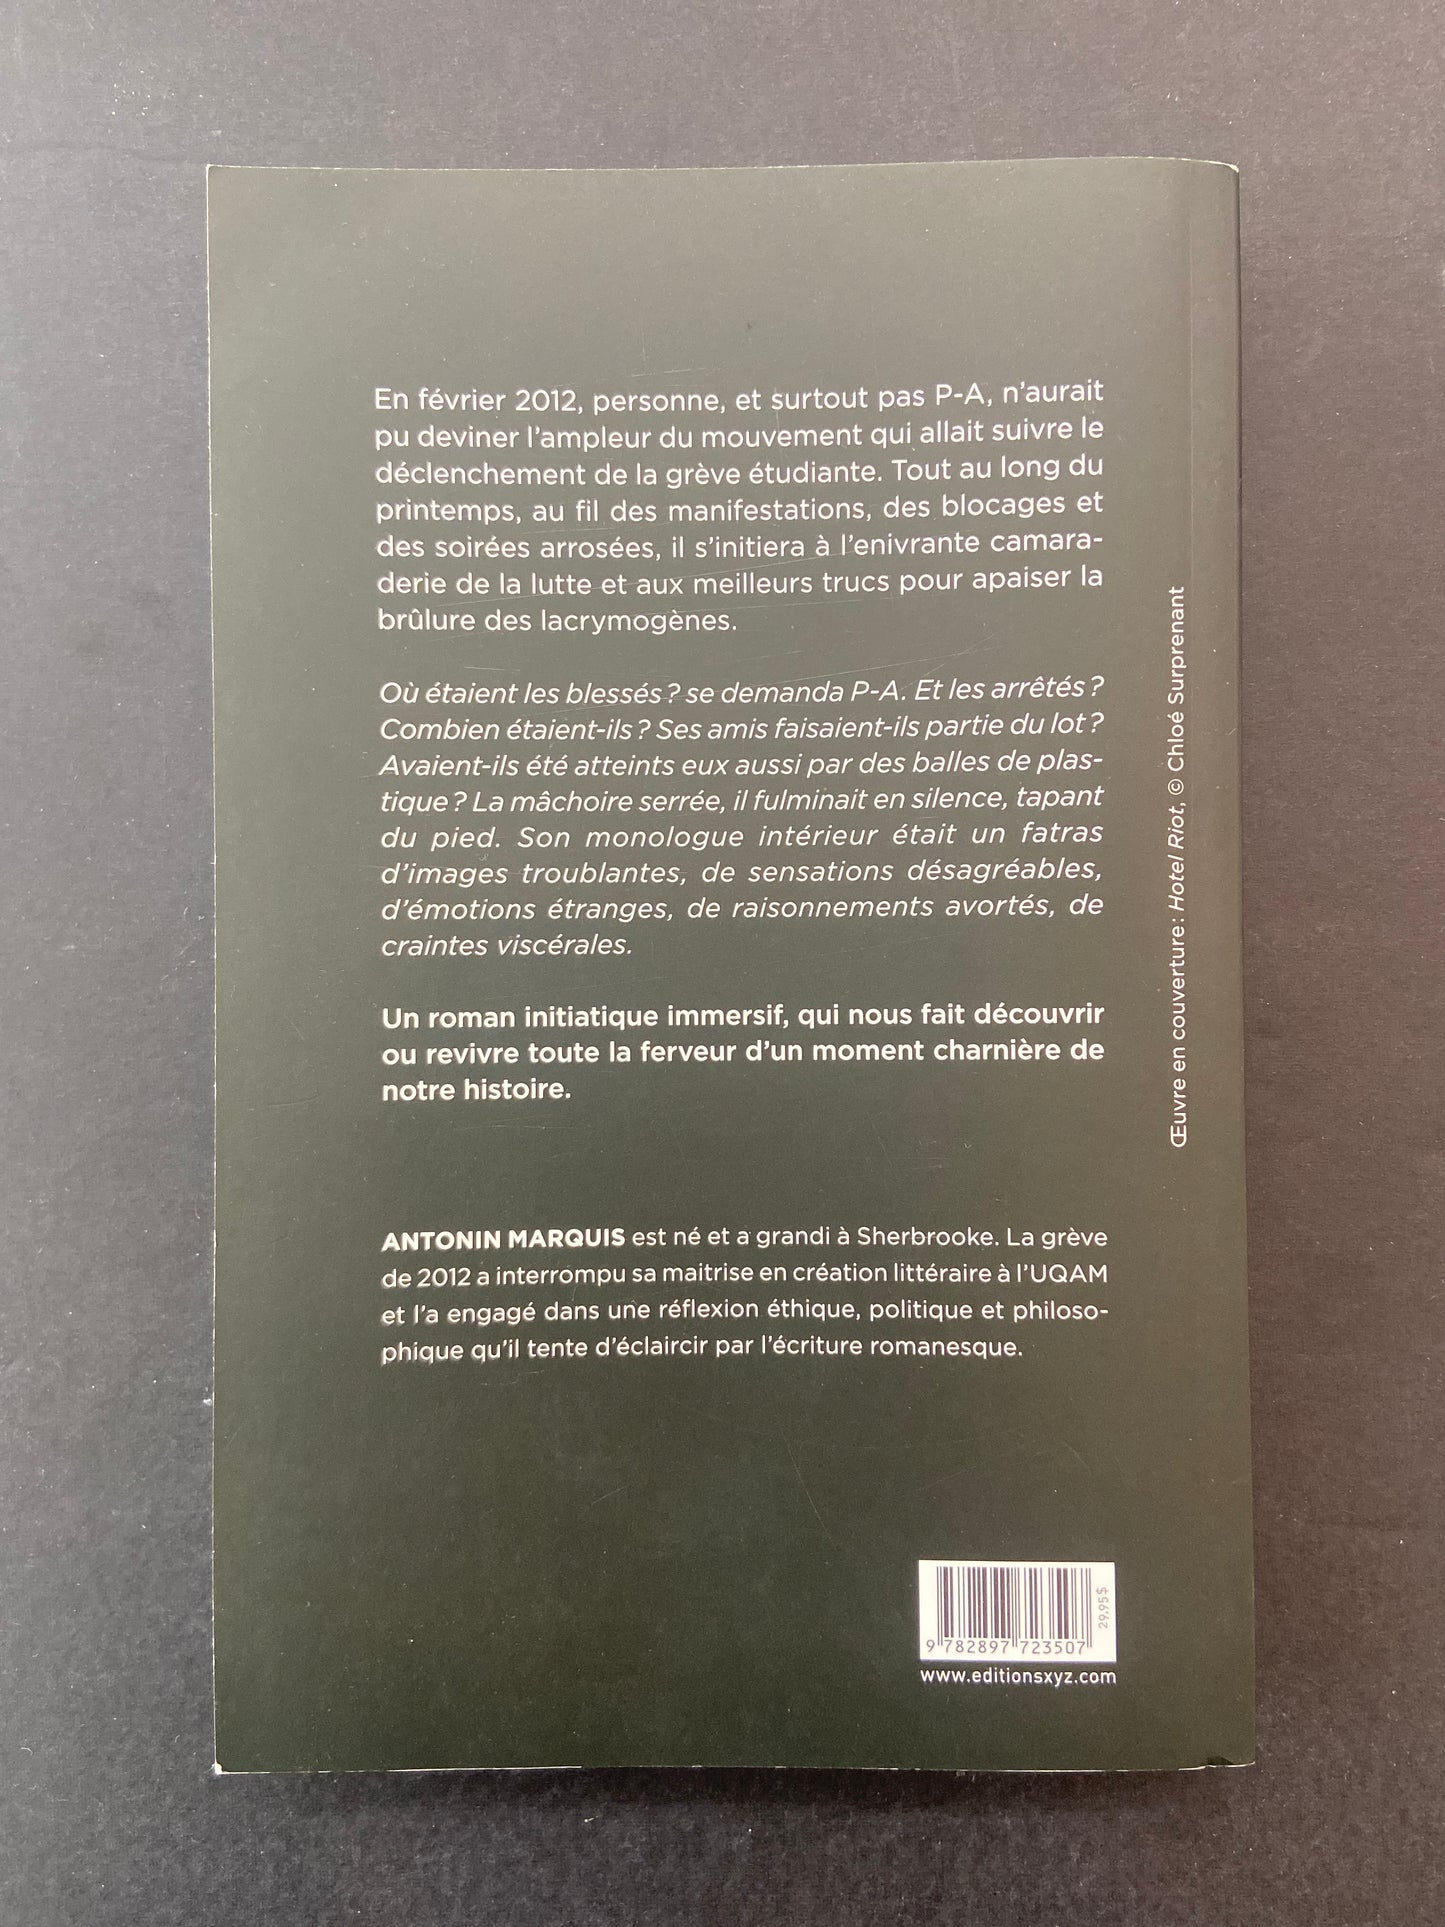 En février 2012, personne, et surtout pas P-A, n'aurait
pu deviner l'ampleur du mouvement qui allait suivre le
déclenchement de la grève étudiante. Tout au long du
printemps, au fil des manifestations, des blocages et
des soirées arrosées, il s'initiera à l'enivrante camara-
derie de la lutte et aux meilleurs trucs pour apaiser la
brûlure des lacrymogènes.
Où étaient les blessés ? se demanda P-A. Et les arrêtés ?
Combien étaient-ils ? Ses amis faisaient-ils partie du lot ?
Avaient-ils été atteints eux aussi par des balles de plas-
tique ? La mâchoire serrée, il fulminait en silence, tapant
du pied. Son monologue intérieur était un fatras
d'images troublantes, de sensations désagréables,
d'émotions étranges, de raisonnements avortés, de
craintes viscérales.
Un roman initiatique immersif, qui nous fait découvrir
ou revivre toute la ferveur d'un moment charnière de
notre histoire.
ANTONIN MARQUIS est né et a grandi à Sherbrooke. La grève
de 2012 a interrompu sa maitrise en création littéraire à l'UQAM
et l'a engagé dans une réflexion éthique, politique et philoso-
phique qu'il tente d'éclaircir par l'écriture romanesque.
Œuvre en couverture : Hotel Riot, © Chloé Surprenant
29,95$
9 782897 723507
www.editionsxyz.com